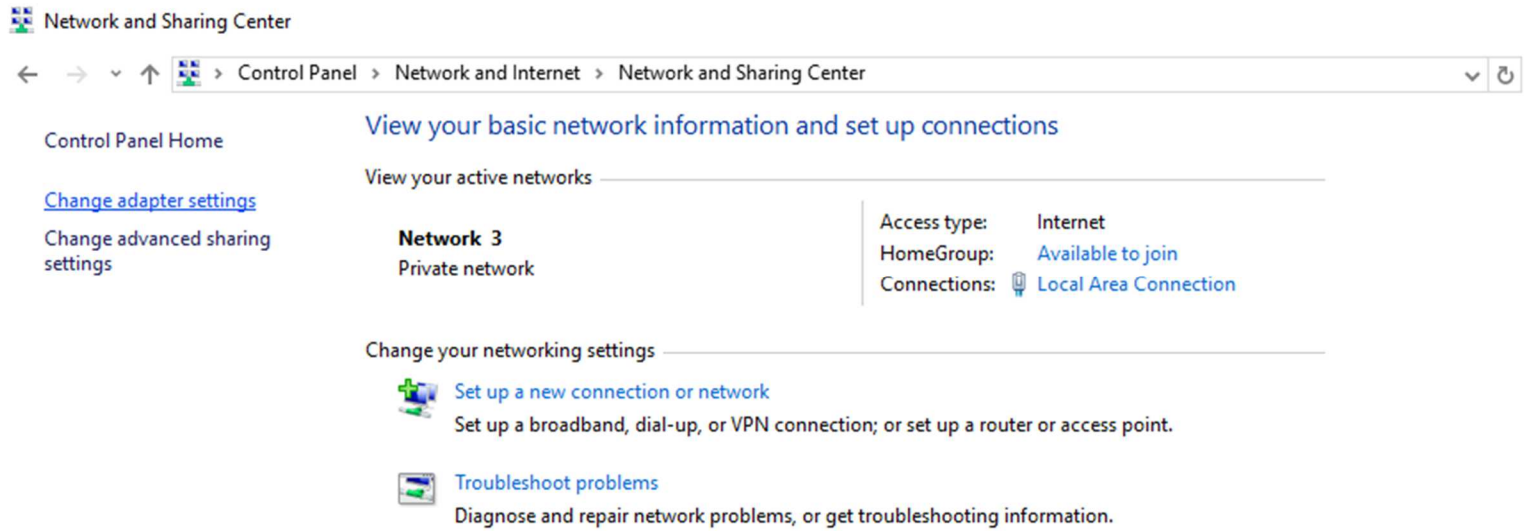 Network and Sharing Center
Control Panel > Network and Internet > Network and Sharing Center
Control Panel Home
Change adapter settings
Change advanced sharing
settings
View your basic network information and set up connections
View your active networks
Network 3
Private network
Access type: Internet
HomeGroup: Available to join
Connections: Local Area Connection
Change your networking settings
Set up a new connection or network
Set up a broadband, dial-up, or VPN connection; or set up a router or access point.
Troubleshoot problems
Diagnose and repair network problems, or get troubleshooting information.